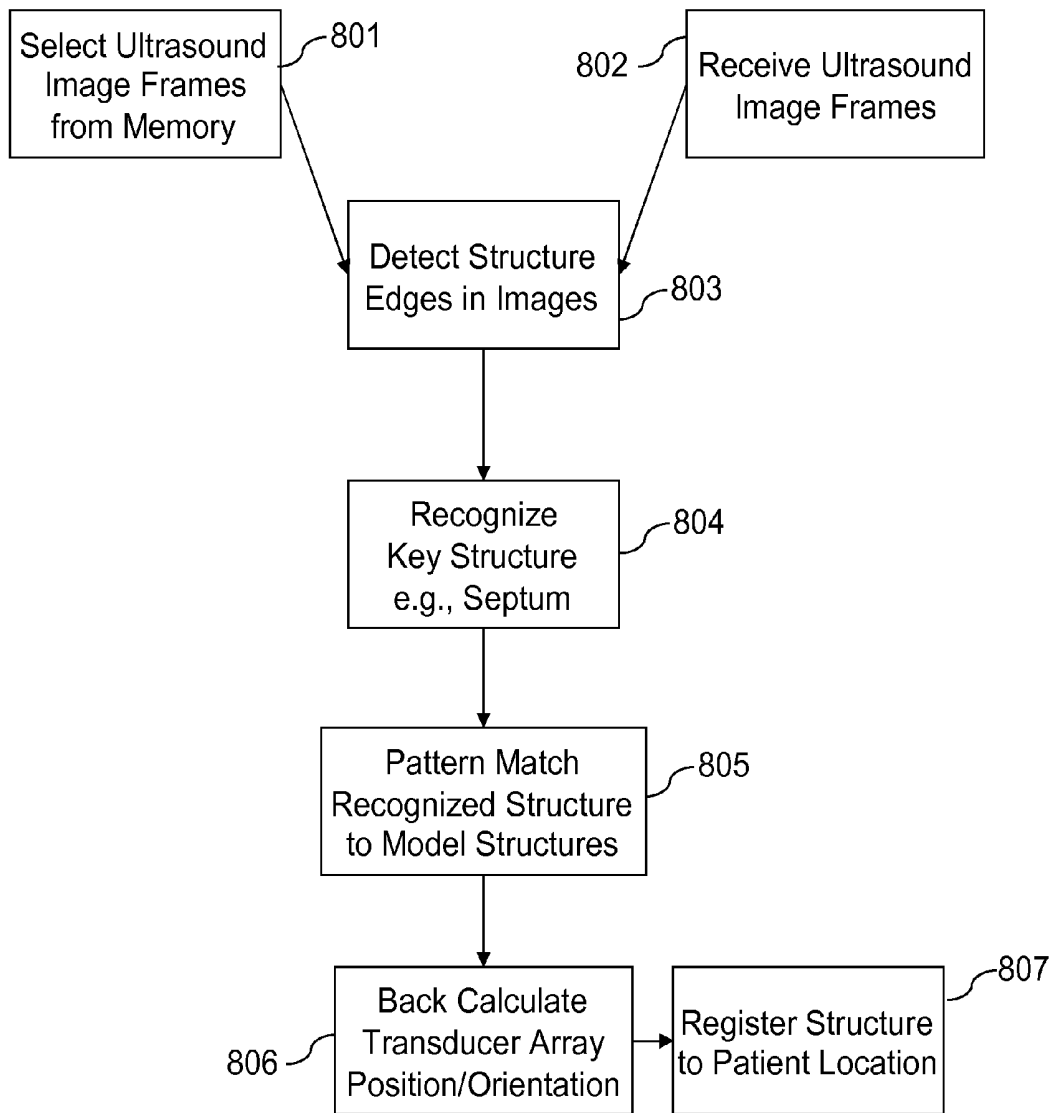 Select Ultrasound
Image Frames
from Memory
801
802
Receive Ultrasound
Image Frames
Detect Structure
Edges in Images
803
Recognize
Key Structure
e.g., Septum
804
Pattern Match
Recognized Structure
to Model Structures
805
Back Calculate
Transducer Array
Position/Orientation
806
Register Structure
to Patient Location
807